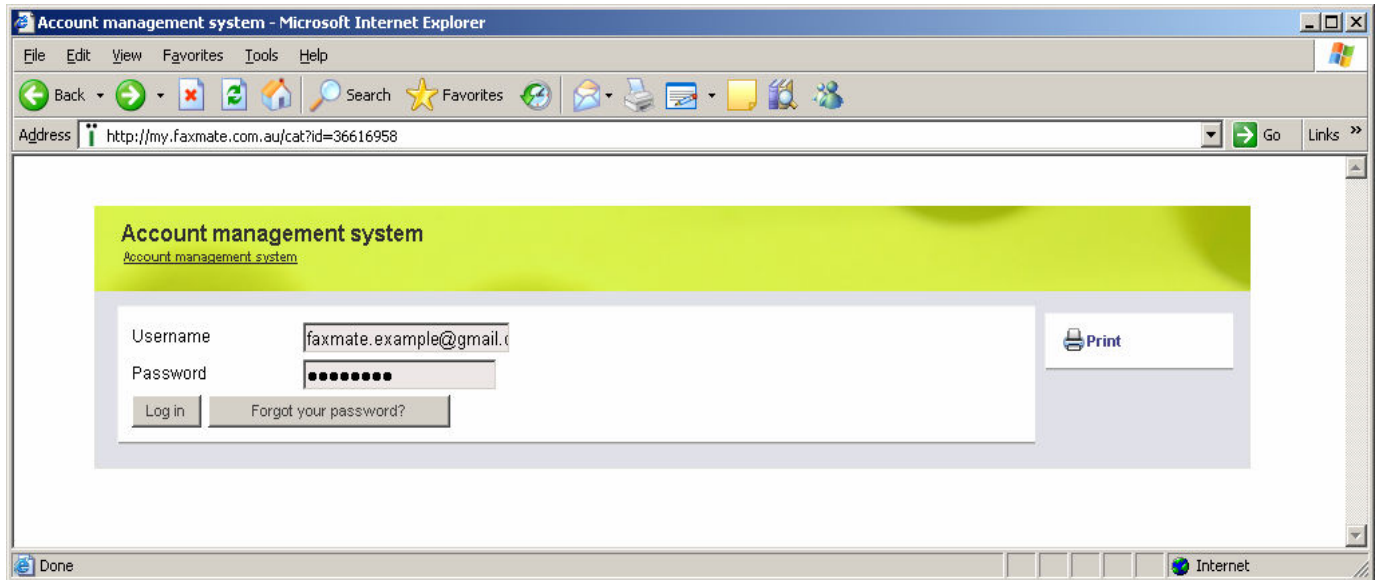 Account management system - Microsoft Internet Explorer
File Edit View Favorites Tools Help
Back Search Favorites
Address http://my.faxmate.com.au/cat?id=36616958 Go Links »
Account management system
Account management system
Username faxmate.example@gmail.c
Print
Password ●●●●●●●●
Log in Forgot your password?
Done Internet